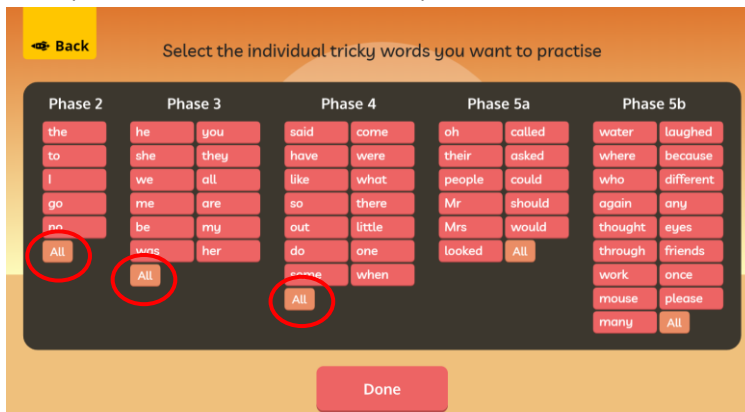 Back
Select the individual tricky words you want to practise
Phase 2 Phase 3 Phase 4 Phase 5a Phase 5b
the he you said come oh called water laughed
to she they have were their asked where because
I we all like what people could who different
go me are so there Mr should again any
no be my out little Mrs would thought eyes
All was her do one looked All through friends
All some when work once
All mouse please
many All
Done